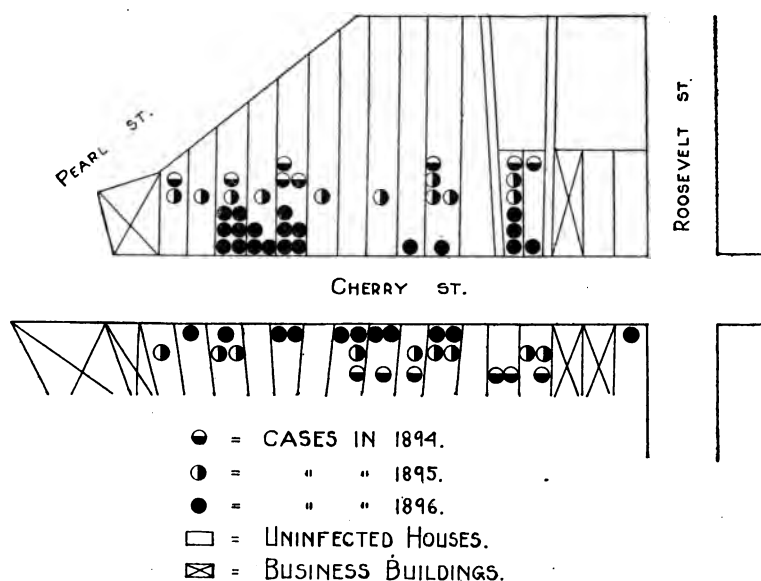 PEARL ST.
ROOSEVELT ST.
CHERRY ST.
= CASES IN 1894.
= " " 1895.
= " " 1896.
= UNINFECTED HOUSES.
= BUSINESS BUILDINGS.